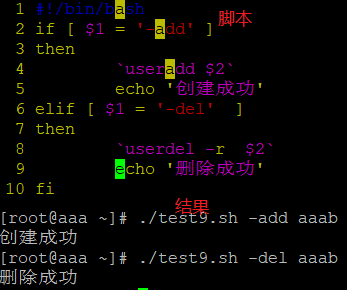 1 #!/bin/bash
2 if [ $1 = '-add' ] 脚本
3 then
4 `useradd $2`
5 echo '创建成功'
6 elif [ $1 = '-del'  ]
7 then
8 `userdel -r  $2`
9 echo '删除成功'
10 fi
结果
[root@aaa ~]# ./test9.sh -add aaab
创建成功
[root@aaa ~]# ./test9.sh -del aaab
删除成功